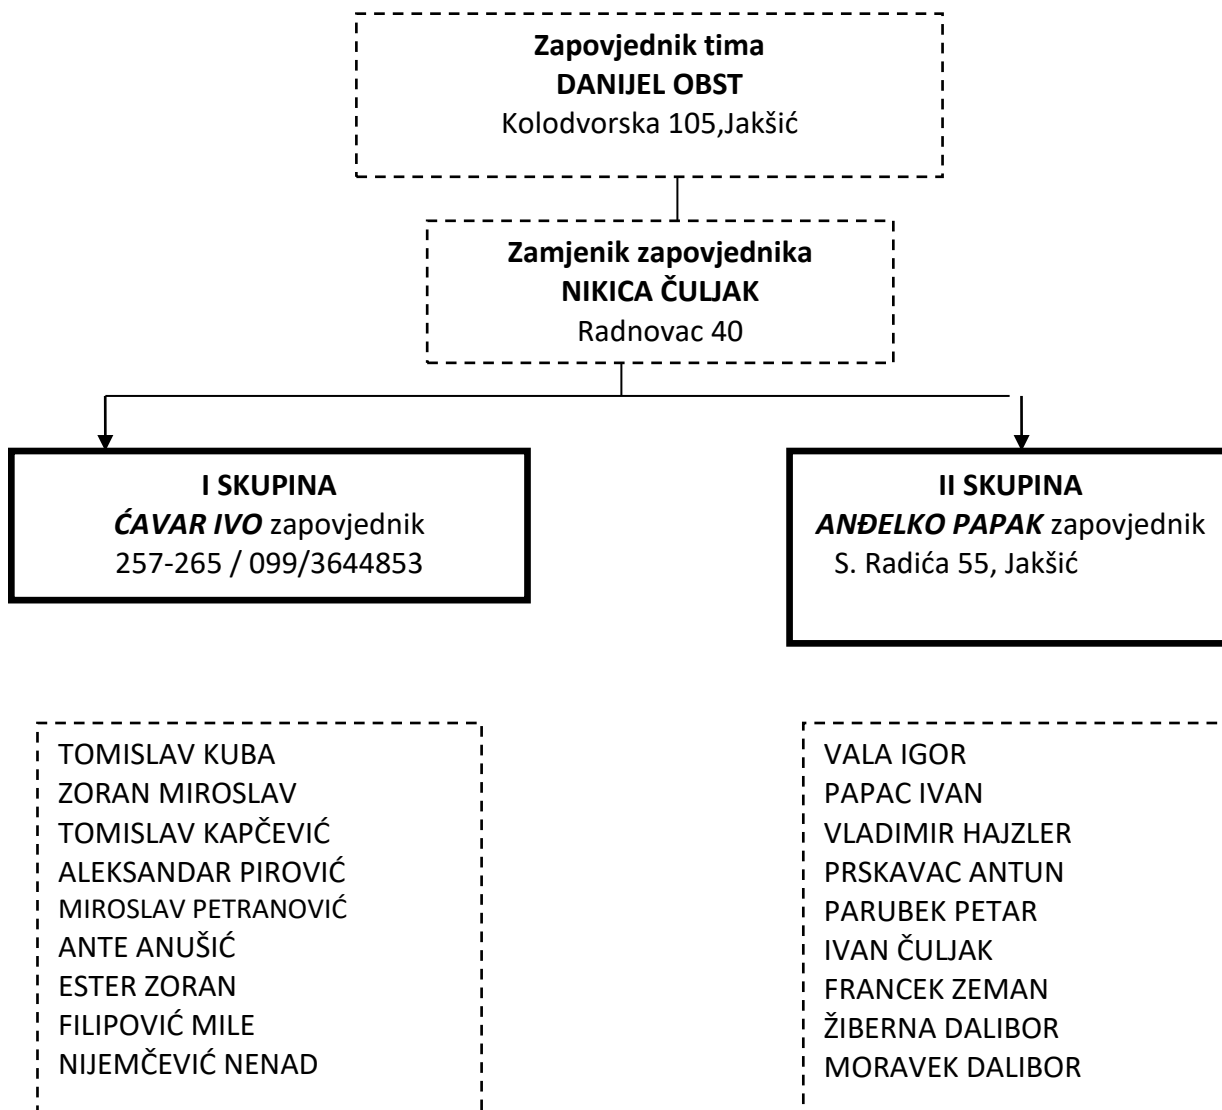 Zapovjednik tima
DANIJEL OBST
Kolodvorska 105,Jakšić
Zamjenik zapovjednika
NIKICA ČULJAK
Radnovac 40
I SKUPINA
ĆAVAR IVO zapovjednik
257-265 / 099/3644853
II SKUPINA
ANĐELKO PAPAK zapovjednik
S. Radića 55, Jakšić
TOMISLAV KUBA
ZORAN MIROSLAV
TOMISLAV KAPČEVIĆ
ALEKSANDAR PIROVIĆ
MIROSLAV PETRANOVIĆ
ANTE ANUŠIĆ
ESTER ZORAN
FILIPOVIĆ MILE
NIJEMČEVIĆ NENAD
VALA IGOR
PAPAC IVAN
VLADIMIR HAJZLER
PRSKAVAC ANTUN
PARUBEK PETAR
IVAN ČULJAK
FRANCEK ZEMAN
ŽIBERNA DALIBOR
MORAVEK DALIBOR